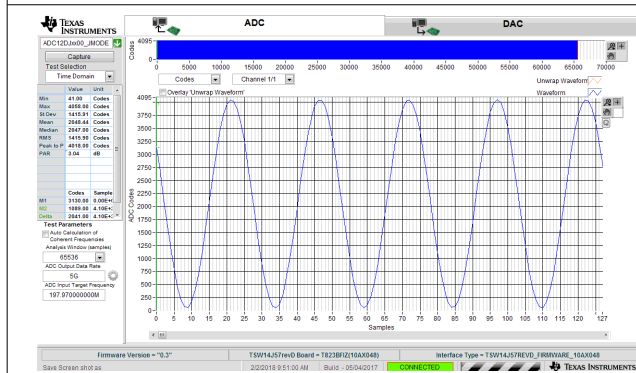 TEXAS
INSTRUMENTS
ADC
DAC
ADC12DJxx00_JMODE
Capture
Test Selection
Time Domain
Value Unit
Min 41.00 Codes
Max 4058.00 Codes
St Dev 1415.91 Codes
Mean 2048.44 Codes
Median 2047.00 Codes
RMS 1415.90 Codes
Peak to P 4018.00 Codes
PAR 3.04 dB
Codes Sample
M1 3130.00 0.00E+0
M2 1089.00 4.10E+
Delta 2041.00 4.10E+
Test Parameters
Auto Calculation of
Coherent Frequencies
Analysis Window (samples)
65536
ADC Output Data Rate
5G
ADC Input Target Frequency
197.970000000M
Codes
4095
0
0 5000 10000 15000 20000 25000 30000 35000 40000 45000 50000 55000 60000 65000 70000
Codes
Channel 1/1
Unwrap Waveform
Overlay 'Unwrap Waveform'
Waveform
ADC Codes
4095
3750
3500
3250
3000
2750
2500
2250
2000
1750
1500
1250
1000
750
500
250
0
0 5 10 15 20 25 30 35 40 45 50 55 60 65 70 75 80 85 90 95 100 105 110 115 120 127
Samples
Firmware Version = "0.3"
TSW14J57revD Board = T823BFIZ(10AX048)
Interface Type = TSW14J57REVD_FIRMWARE_10AX048
Save Screen shot as
2/2/2018 9:51:00 AM
Build - 05/04/2017
CONNECTED
TEXAS INSTRUMENTS